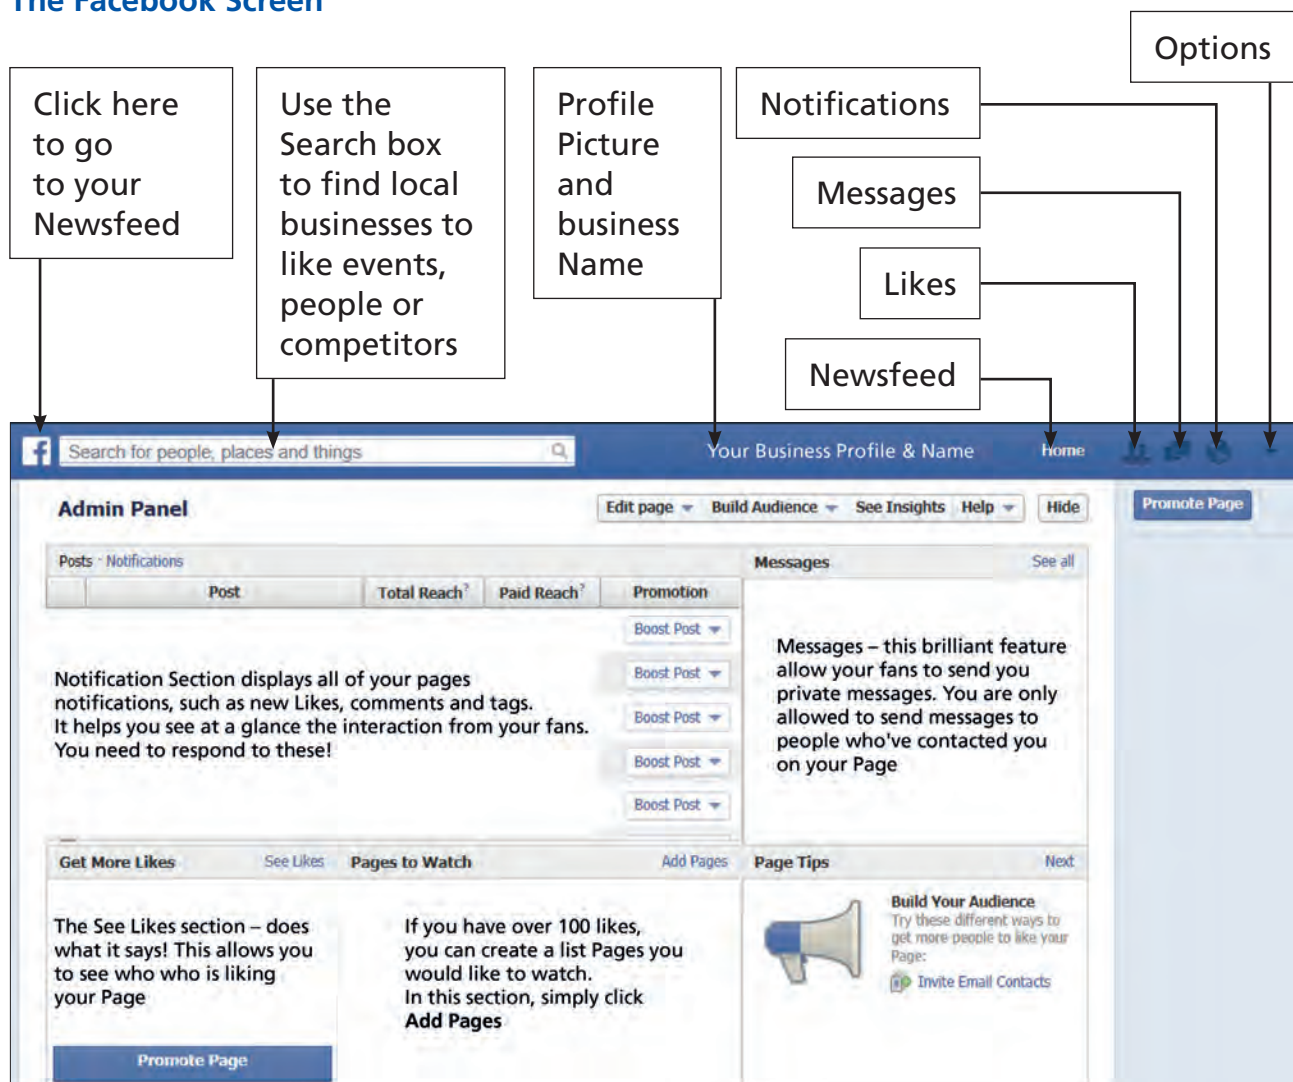 The Facebook Screen
Options
Click here
to go
to your
Newsfeed
Use the
Search box
to find local
businesses to
like events,
people or
competitors
Profile
Picture
and
business
Name
Notifications
Messages
Likes
Newsfeed
f
Search for people, places and things
Your Business Profile & Name
Home
Admin Panel
Edit page
Build Audience
See Insights
Help
Hide
Promote Page
Posts · Notifications
Post
Total Reach?
Paid Reach?
Promotion
Boost Post
Boost Post
Boost Post
Boost Post
Boost Post
Notification Section displays all of your pages
notifications, such as new Likes, comments and tags.
It helps you see at a glance the interaction from your fans.
You need to respond to these!
Messages
See all
Messages – this brilliant feature
allow your fans to send you
private messages. You are only
allowed to send messages to
people who've contacted you
on your Page
Get More Likes
See Likes
The See Likes section – does
what it says! This allows you
to see who who is liking
your Page
Promote Page
Pages to Watch
Add Pages
If you have over 100 likes,
you can create a list Pages you
would like to watch.
In this section, simply click
Add Pages
Page Tips
Next
Build Your Audience
Try these different ways to
get more people to like your
Page:
Invite Email Contacts